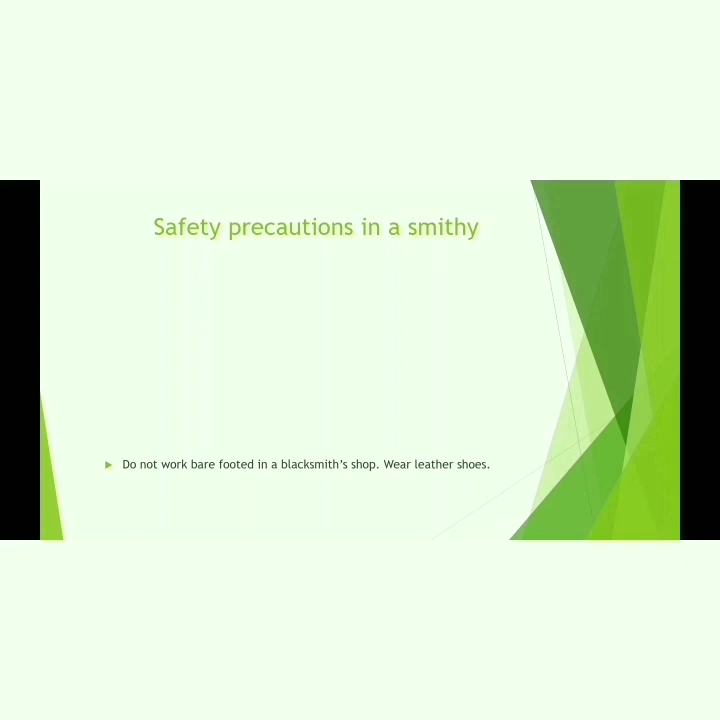 Safety precautions in a smithy
Do not work bare footed in a blacksmith's shop. Wear leather shoes.